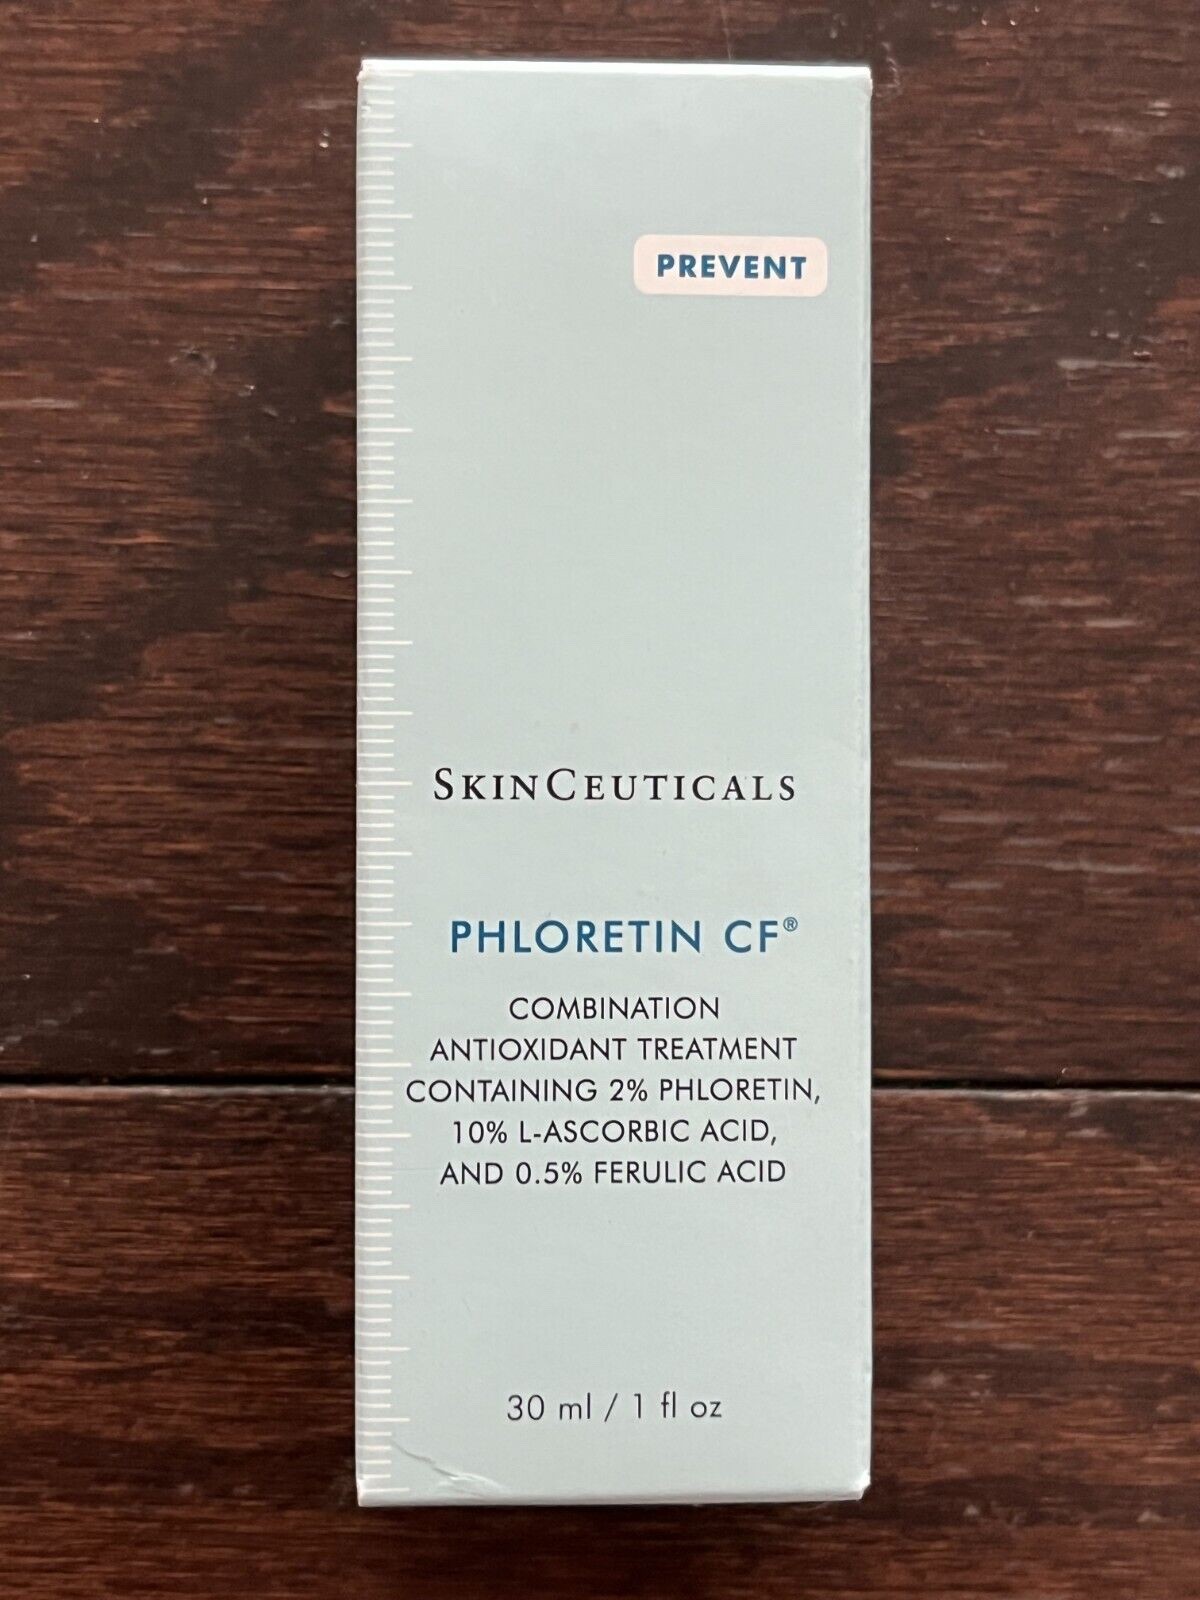 PREVENT
SKINCEUTICALS
PHLORETIN CF®
COMBINATION
ANTIOXIDANT TREATMENT
CONTAINING 2% PHLORETIN,
10% L-ASCORBIC ACID,
AND 0.5% FERULIC ACID
30 ml / 1 fl oz